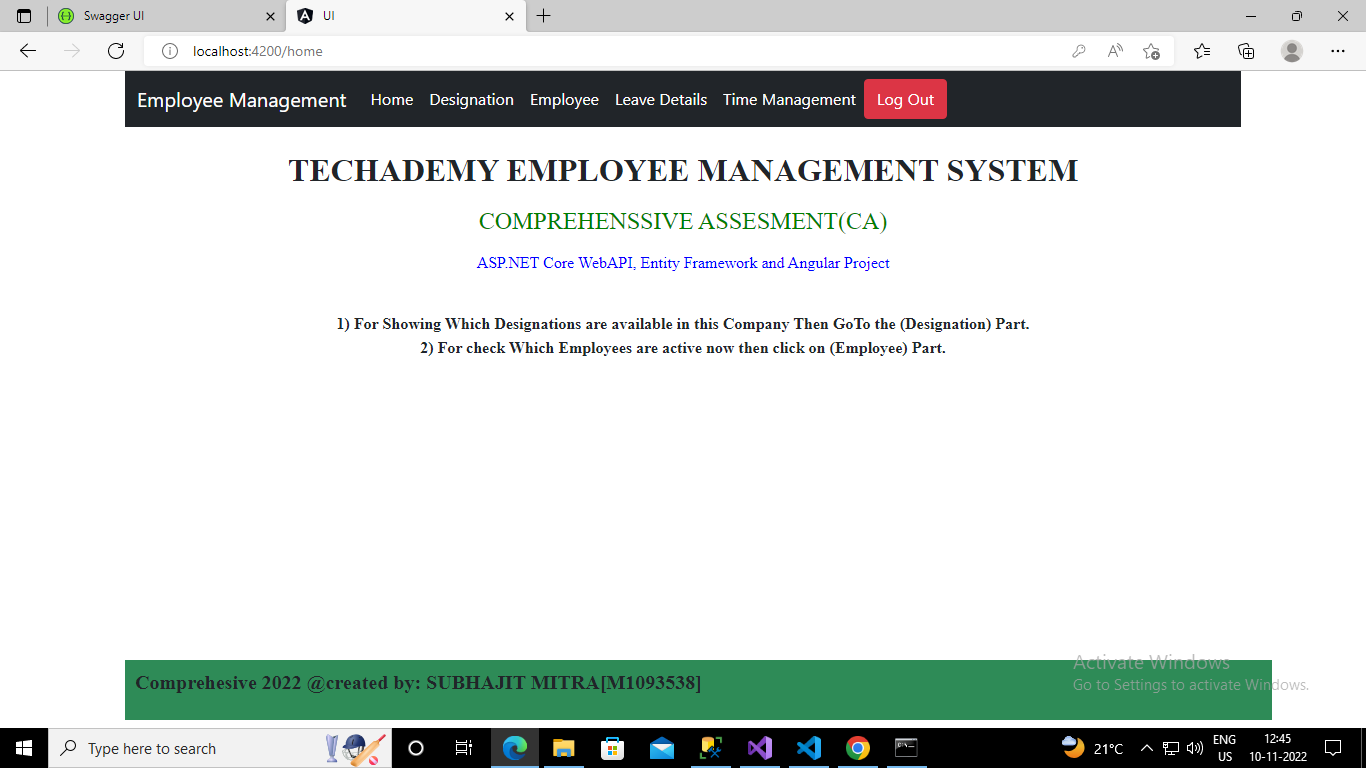 Swagger UI
UI
localhost:4200/home
Employee Management Home Designation Employee Leave Details Time Management Log Out
TECHADEMY EMPLOYEE MANAGEMENT SYSTEM
COMPREHENSSIVE ASSESMENT(CA)
ASP.NET Core WebAPI, Entity Framework and Angular Project
1) For Showing Which Designations are available in this Company Then GoTo the (Designation) Part.
2) For check Which Employees are active now then click on (Employee) Part.
Activate Windows
Go to Settings to activate Windows.
Comprehesive 2022 @created by: SUBHAJIT MITRA[M1093538]
Type here to search
21°C
ENG
US
12:45
10-11-2022